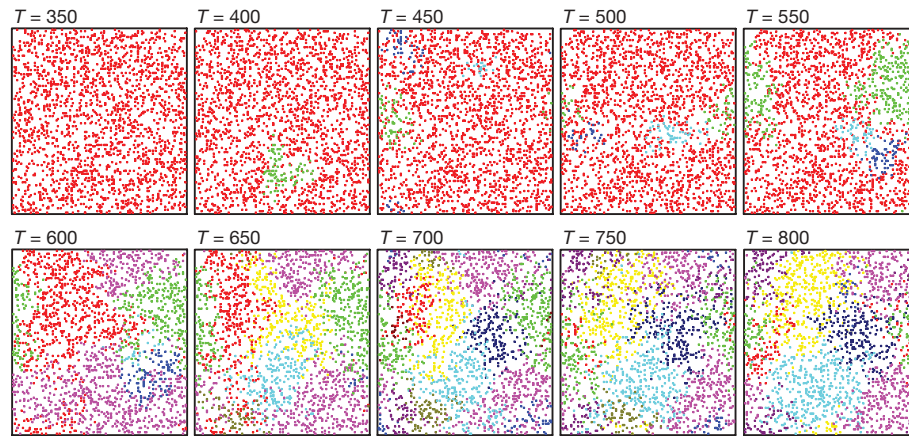 T = 350
T = 400
T = 450
T = 500
T = 550
T = 600
T = 650
T = 700
T = 750
T = 800